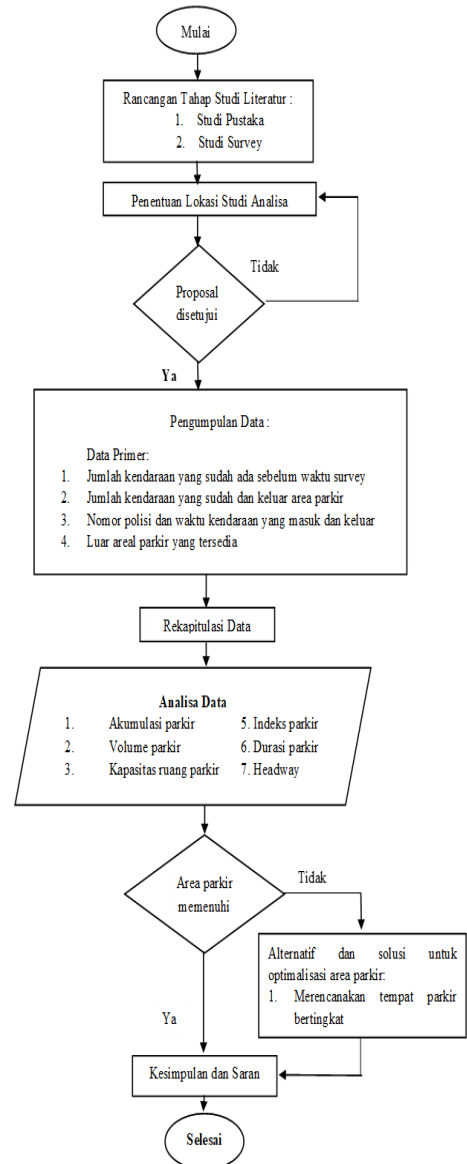 Mulai
Rancangan Tahap Studi Literatur :
1. Studi Pustaka
2. Studi Survey
Penentuan Lokasi Studi Analisa
Tidak
Proposal
disetujui
Ya
Pengumpulan Data :
Data Primer:
1. Jumlah kendaraan yang sudah ada sebelum waktu survey
2. Jumlah kendaraan yang sudah dan keluar area parkir
3. Nomor polisi dan waktu kendaraan yang masuk dan keluar
4. Luar areal parkir yang tersedia
Rekapitulasi Data
Analisa Data
1. Akumulasi parkir 5. Indeks parkir
2. Volume parkir 6. Durasi parkir
3. Kapasitas ruang parkir 7. Headway
Area parkir
memenuhi
Tidak
Alternatif dan solusi untuk
optimalisasi area parkir:
1. Merencanakan tempat parkir
bertingkat
Ya
Kesimpulan dan Saran
Selesai